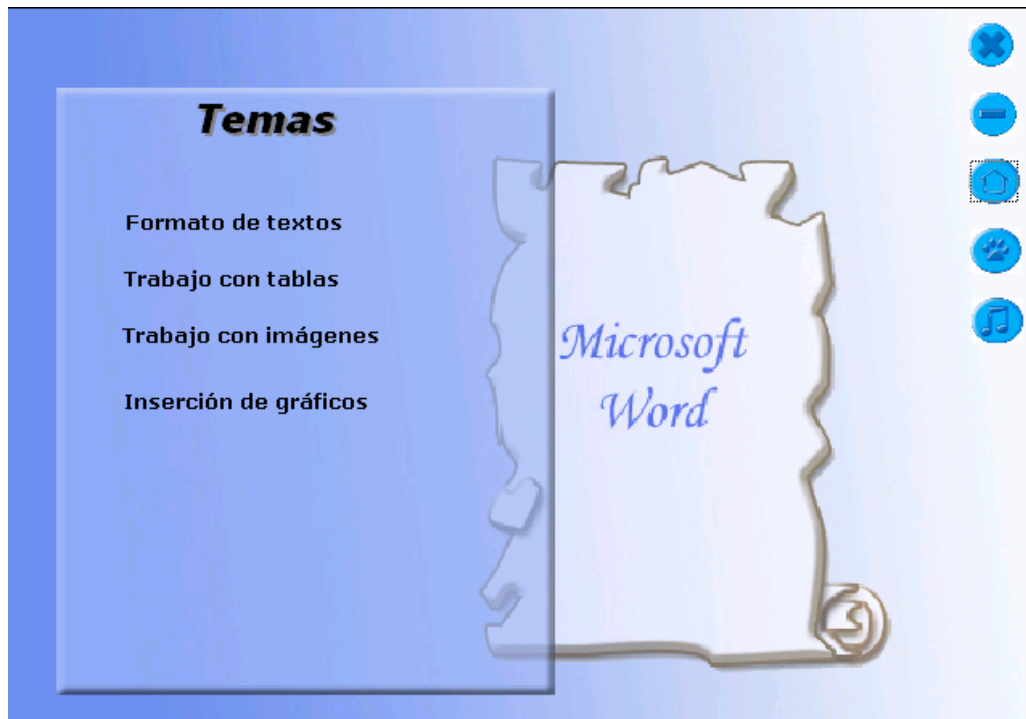 Temas
Formato de textos
Trabajo con tablas
Trabajo con imágenes
Inserción de gráficos
Microsoft
Word